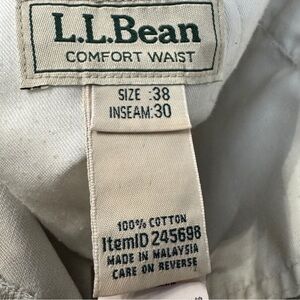 L.L.Bean
COMFORT WAIST
SIZE :38
INSEAM:30
100% COTTON
ItemID 245698
MADE IN MALAYSIA
CARE ON REVERSE